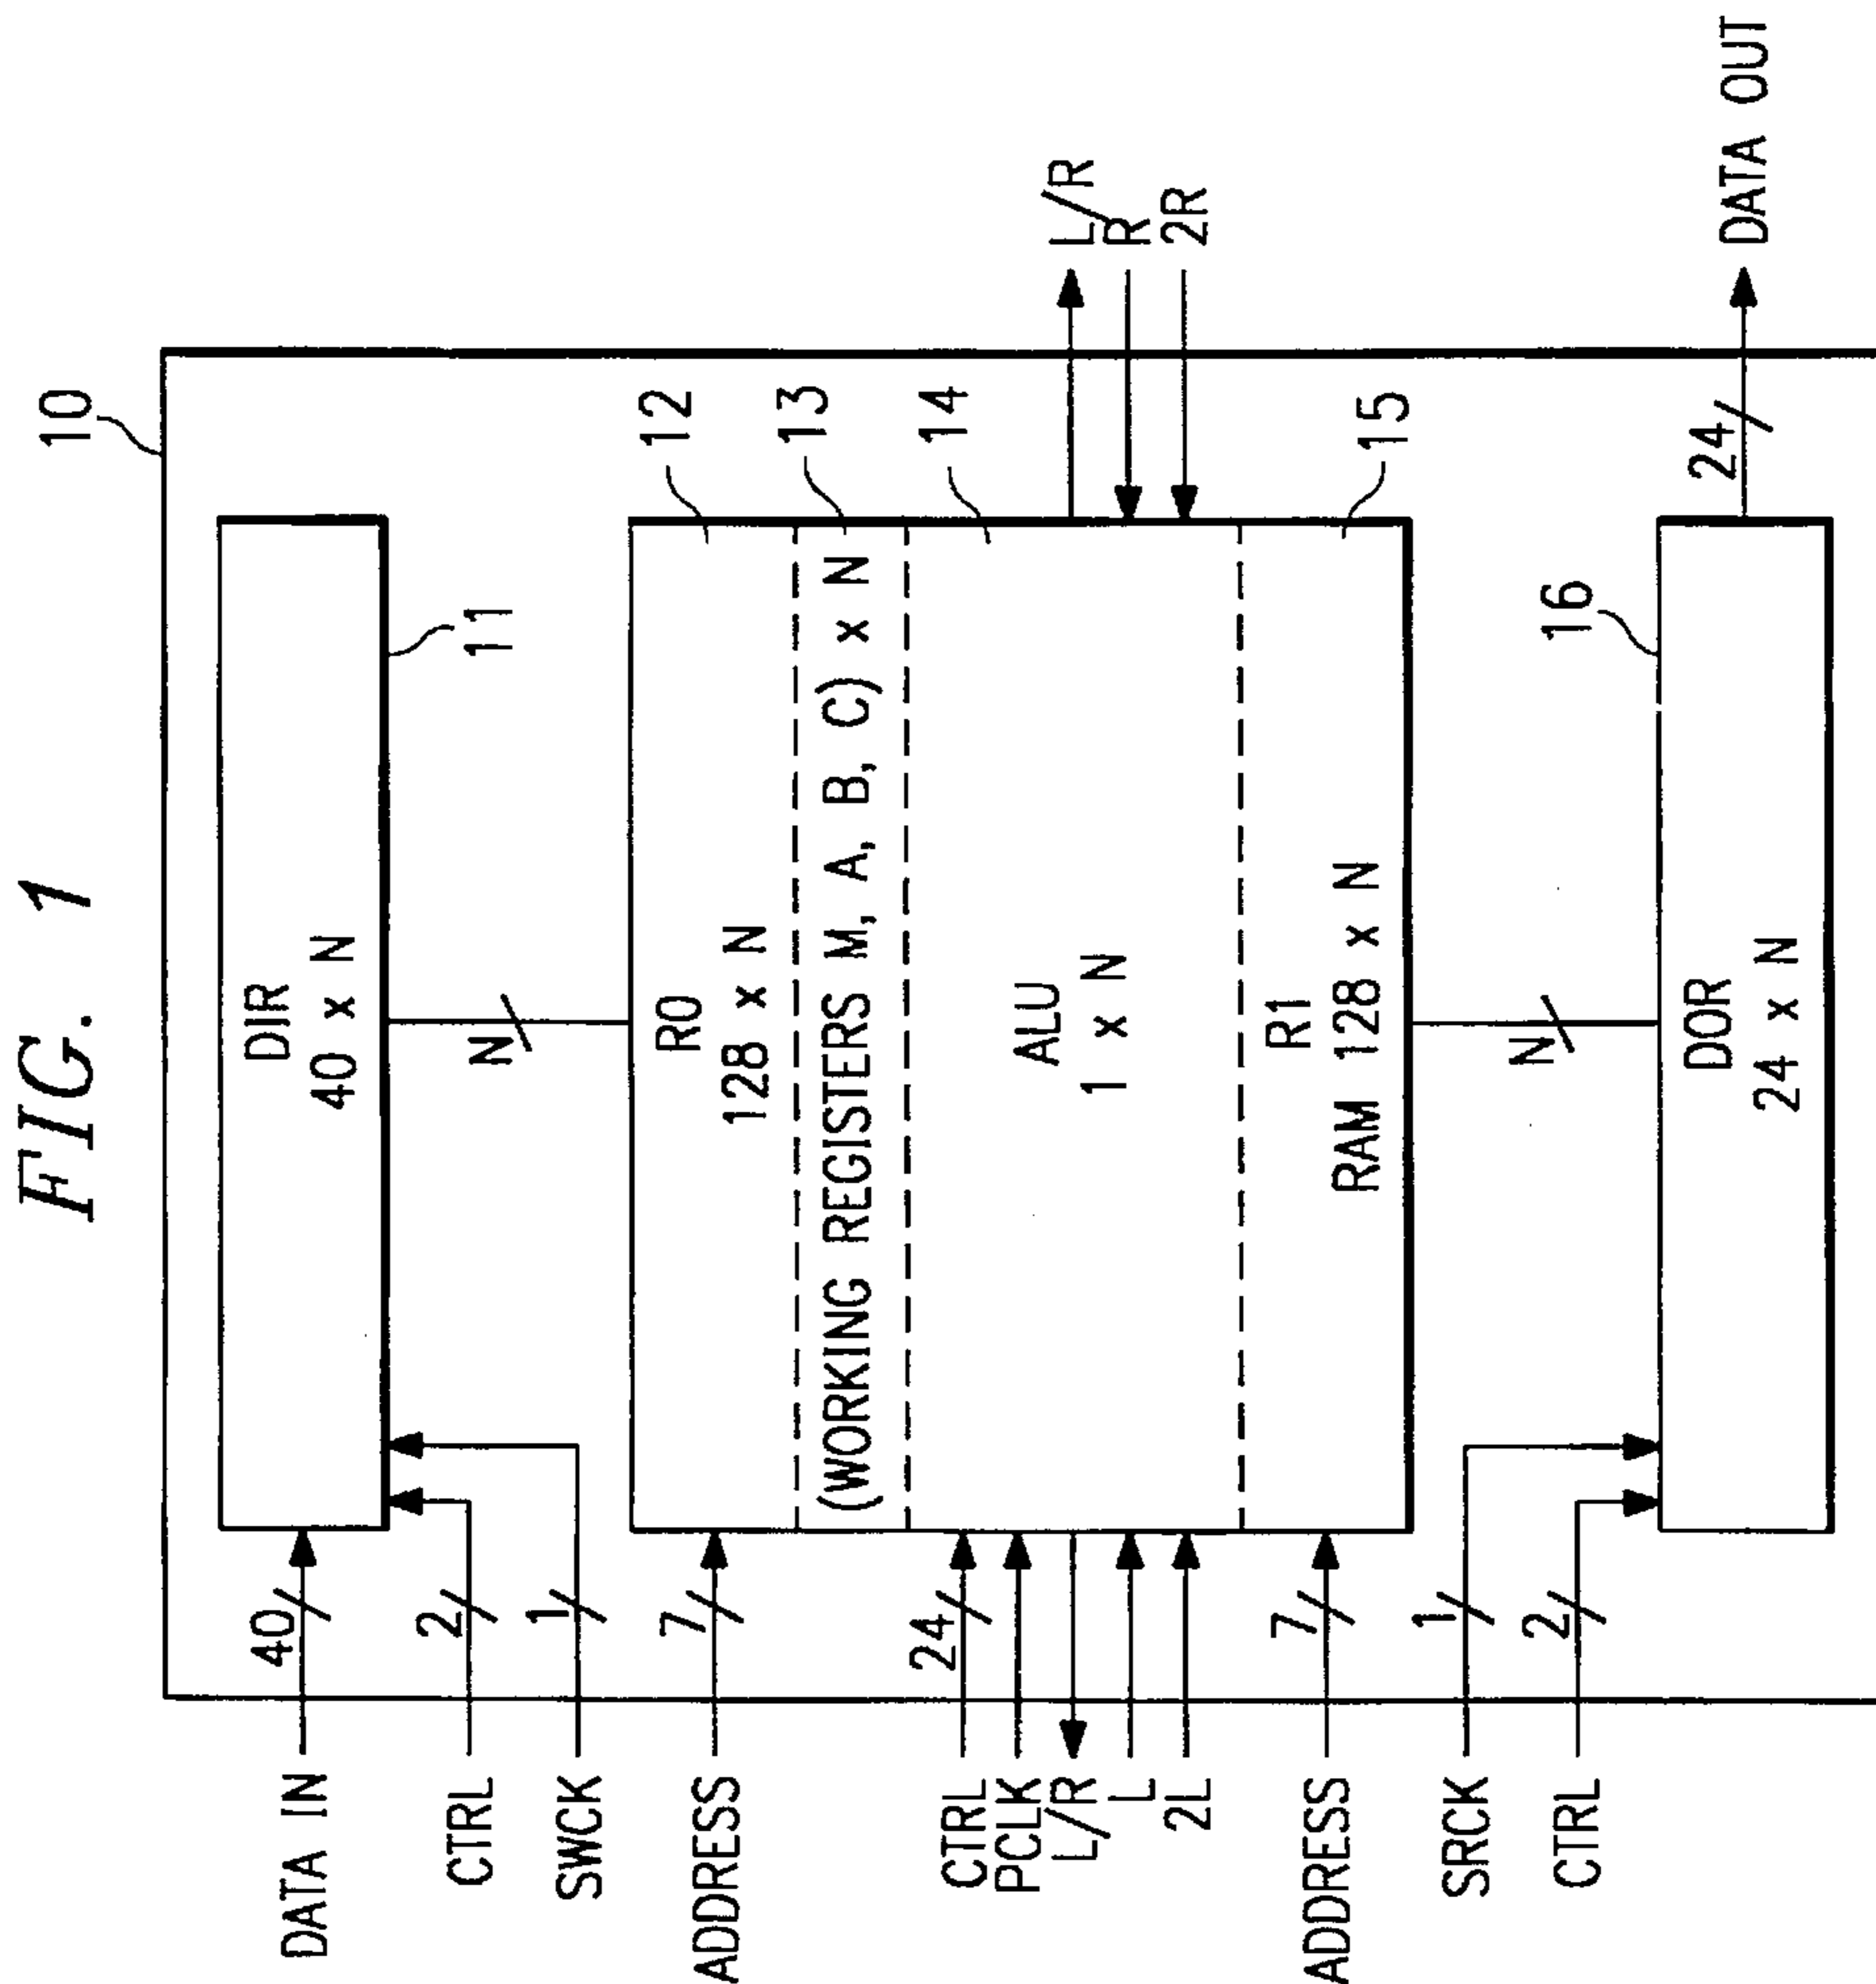 FIG. 1
10
DATA IN
40
DIR
40 x N
11
CTRL
2
SWCK
1
N
ADDRESS
7
R0
128 x N
12
(WORKING REGISTERS M, A, B, C) x N
13
CTRL
24
PCLK
L/R
L
2L
ALU
1 x N
14
L/R
R
2R
ADDRESS
7
R1
RAM 128 x N
15
SRCK
1
N
CTRL
2
DOR
24 x N
16
24
DATA OUT